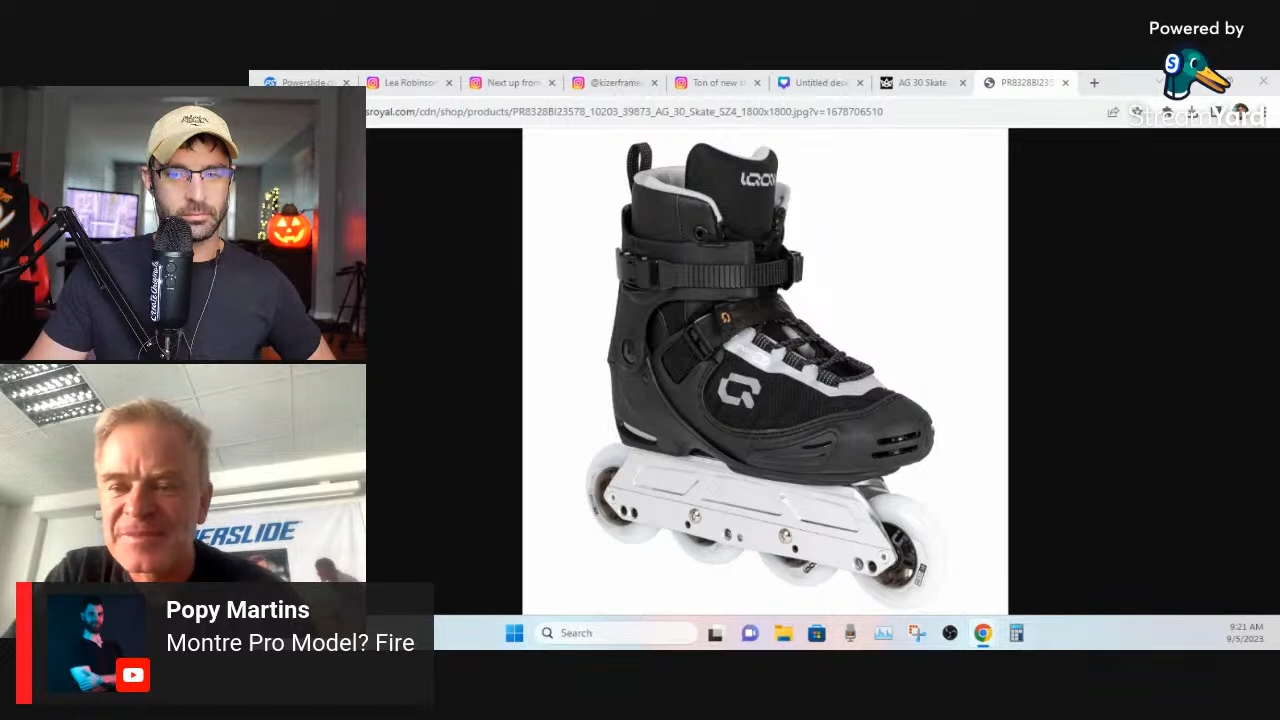 Powered by
StreamYard
Powerslide.c
Lea Robinson
Next up from
@kizerframe
Ton of new s
Untitled des
AG 30 Skate
PR8328BI235
sroyal.com/cdn/shop/products/PR8328BI23578_10203_39873_AG_30_Skate_SZ4_1800x1800.jpg?v=1678706510
IQON
ERSLIDE
Popy Martins
Montre Pro Model? Fire
Search
9:21 AM
9/5/2023